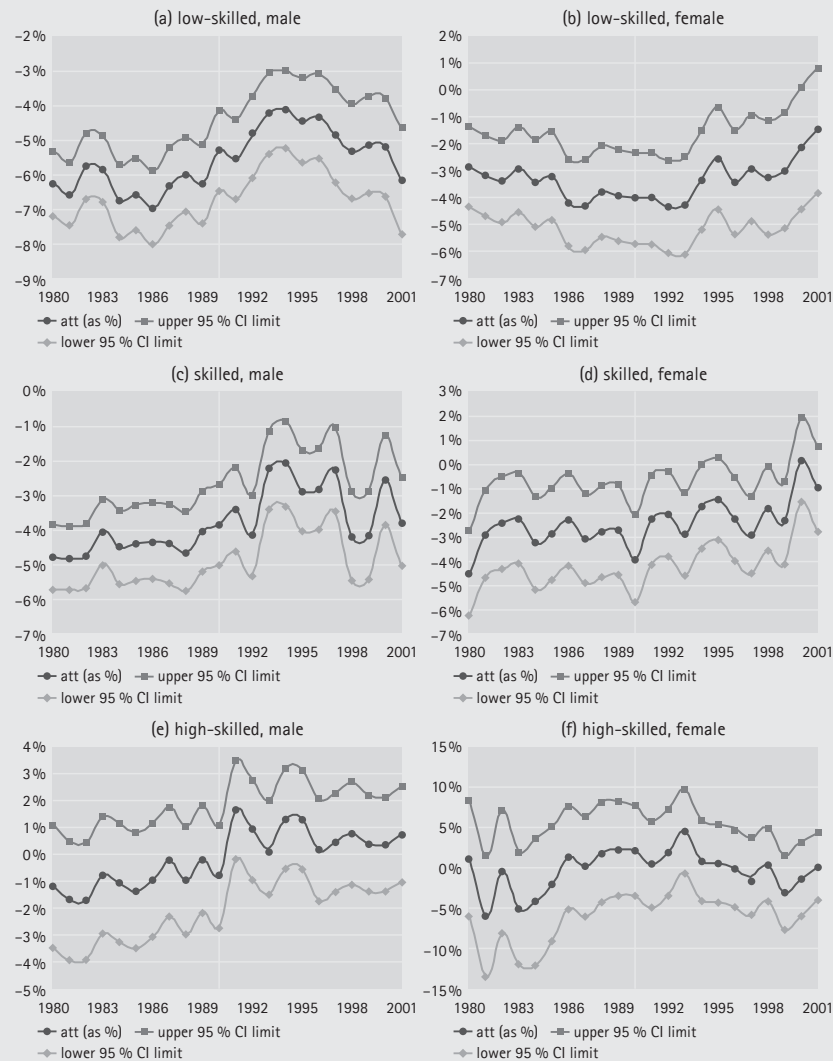 (a) low-skilled, male
−2%
−3%
−4%
−5%
−6%
−7%
−8%
−9%
1980 1983 1986 1989 1992 1995 1998 2001
att (as %) upper 95 % CI limit
lower 95 % CI limit
(b) low-skilled, female
2%
1%
0%
−1%
−2%
−3%
−4%
−5%
−6%
−7%
1980 1983 1986 1989 1992 1995 1998 2001
att (as %) upper 95 % CI limit
lower 95 % CI limit
(c) skilled, male
0%
−1%
−2%
−3%
−4%
−5%
−6%
−7%
1980 1983 1986 1989 1992 1995 1998 2001
att (as %) upper 95 % CI limit
lower 95 % CI limit
(d) skilled, female
3%
2%
1%
0%
−1%
−2%
−3%
−4%
−5%
−6%
−7%
1980 1983 1986 1989 1992 1995 1998 2001
att (as %) upper 95 % CI limit
lower 95 % CI limit
(e) high-skilled, male
4%
3%
2%
1%
0%
−1%
−2%
−3%
−4%
−5%
1980 1983 1986 1989 1992 1995 1998 2001
att (as %) upper 95 % CI limit
lower 95 % CI limit
(f) high-skilled, female
15%
10%
5%
0%
−5%
−10%
−15%
1980 1983 1986 1989 1992 1995 1998 2001
att (as %) upper 95 % CI limit
lower 95 % CI limit